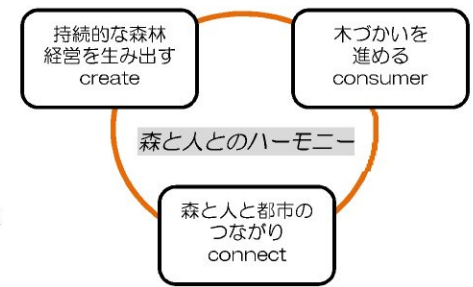 持続的な森林
経営を生み出す
create
木づかいを
進める
consumer
森と人とのハーモニー
森と人と都市の
つながり
connect